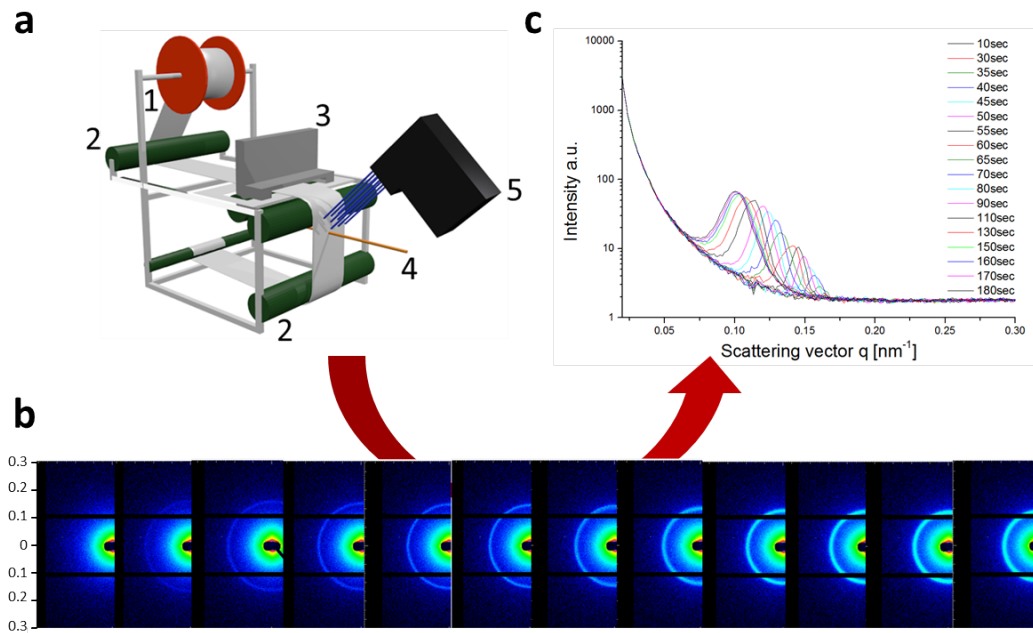 a
1
2
3
4
5
2
c
10000
1000
100
10
1
Intensity a.u.
0.05
0.10
0.15
0.20
0.25
0.30
Scattering vector q [nm⁻¹]
10sec
30sec
35sec
40sec
45sec
50sec
55sec
60sec
65sec
70sec
80sec
90sec
110sec
130sec
150sec
160sec
170sec
180sec
b
0.3
0.2
0.1
0
0.1
0.2
0.3